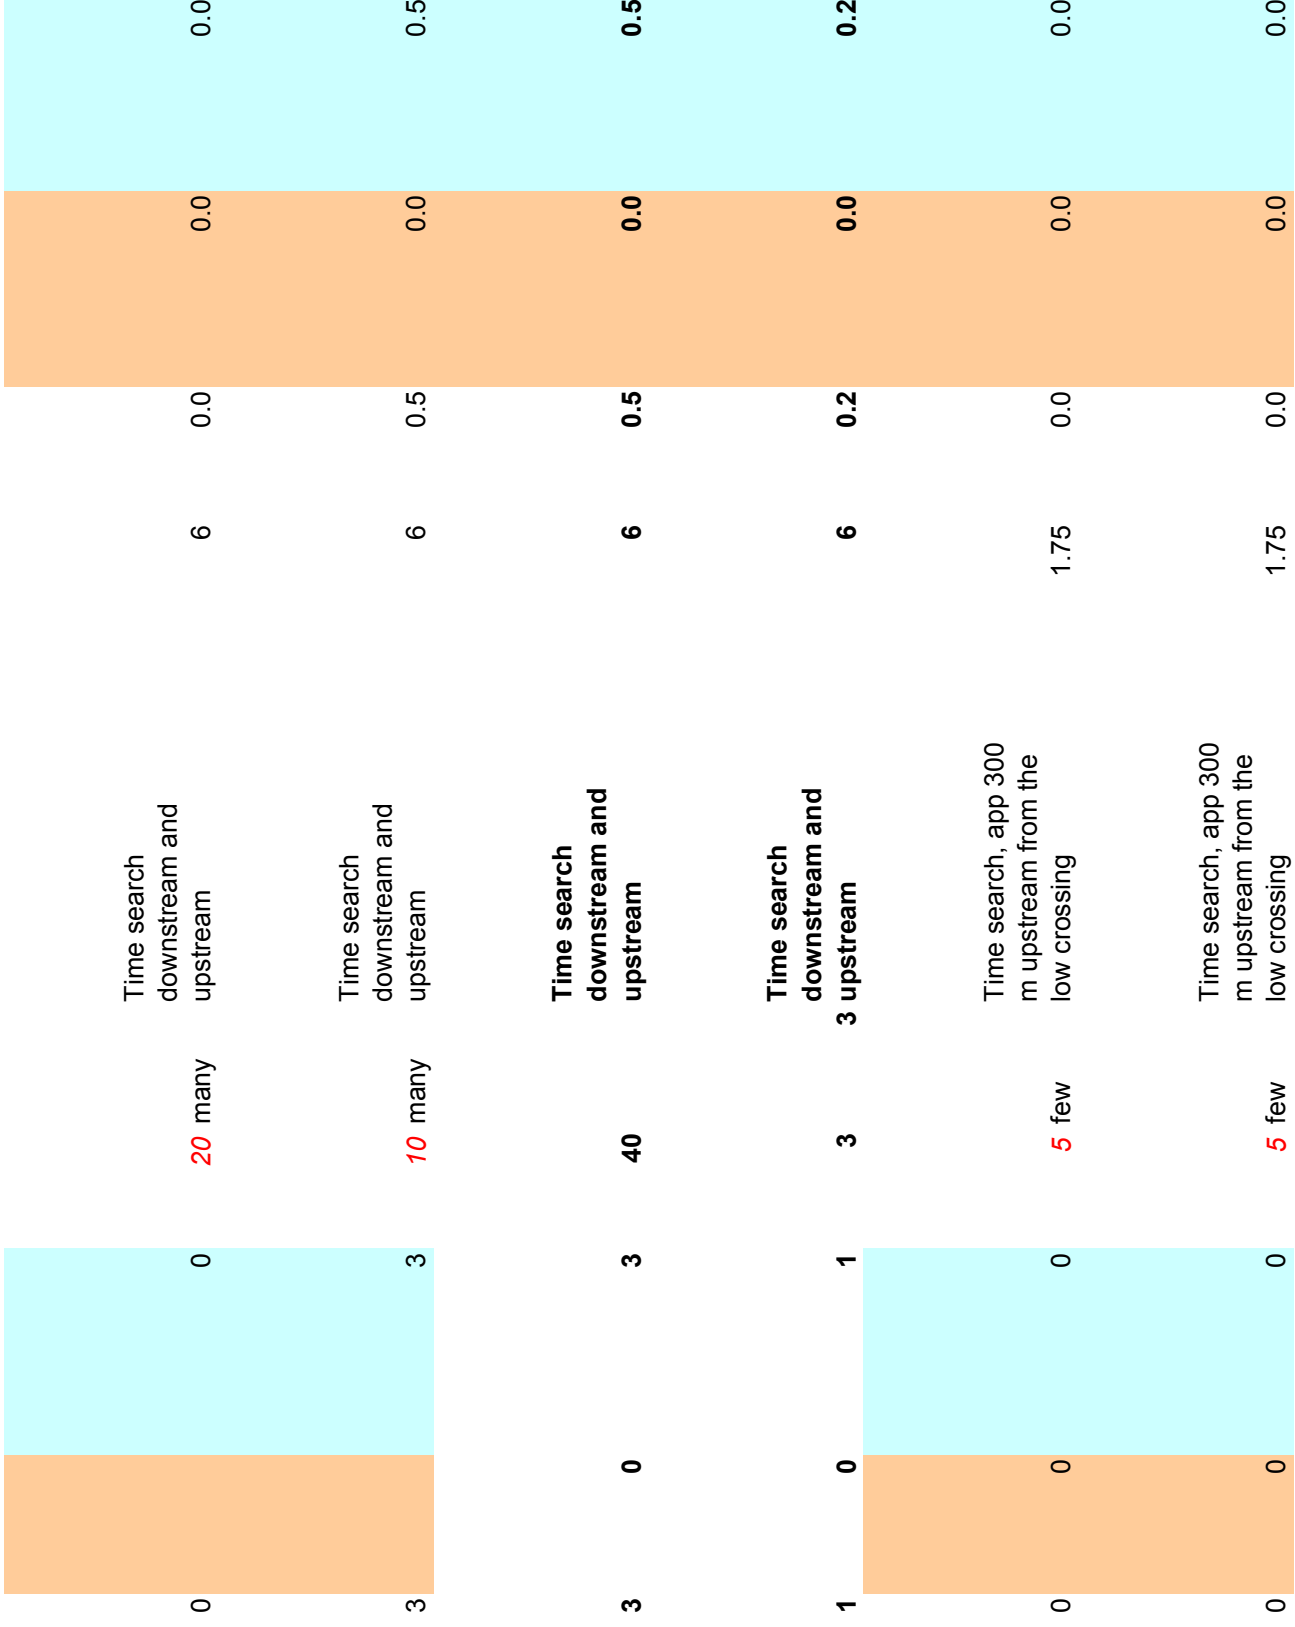 0 0 0 20 many Time search
downstream and
upstream 6 0.0 0.0 0.0
3 3 10 many Time search
downstream and
upstream 6 0.5 0.0 0.5
3 0 3 40 Time search
downstream and
upstream 6 0.5 0.0 0.5
1 0 1 3 3 Time search
downstream and
upstream 6 0.2 0.0 0.2
0 0 0 5 few Time search, app 300
m upstream from the
low crossing 1.75 0.0 0.0 0.0
0 0 0 5 few Time search, app 300
m upstream from the
low crossing 1.75 0.0 0.0 0.0